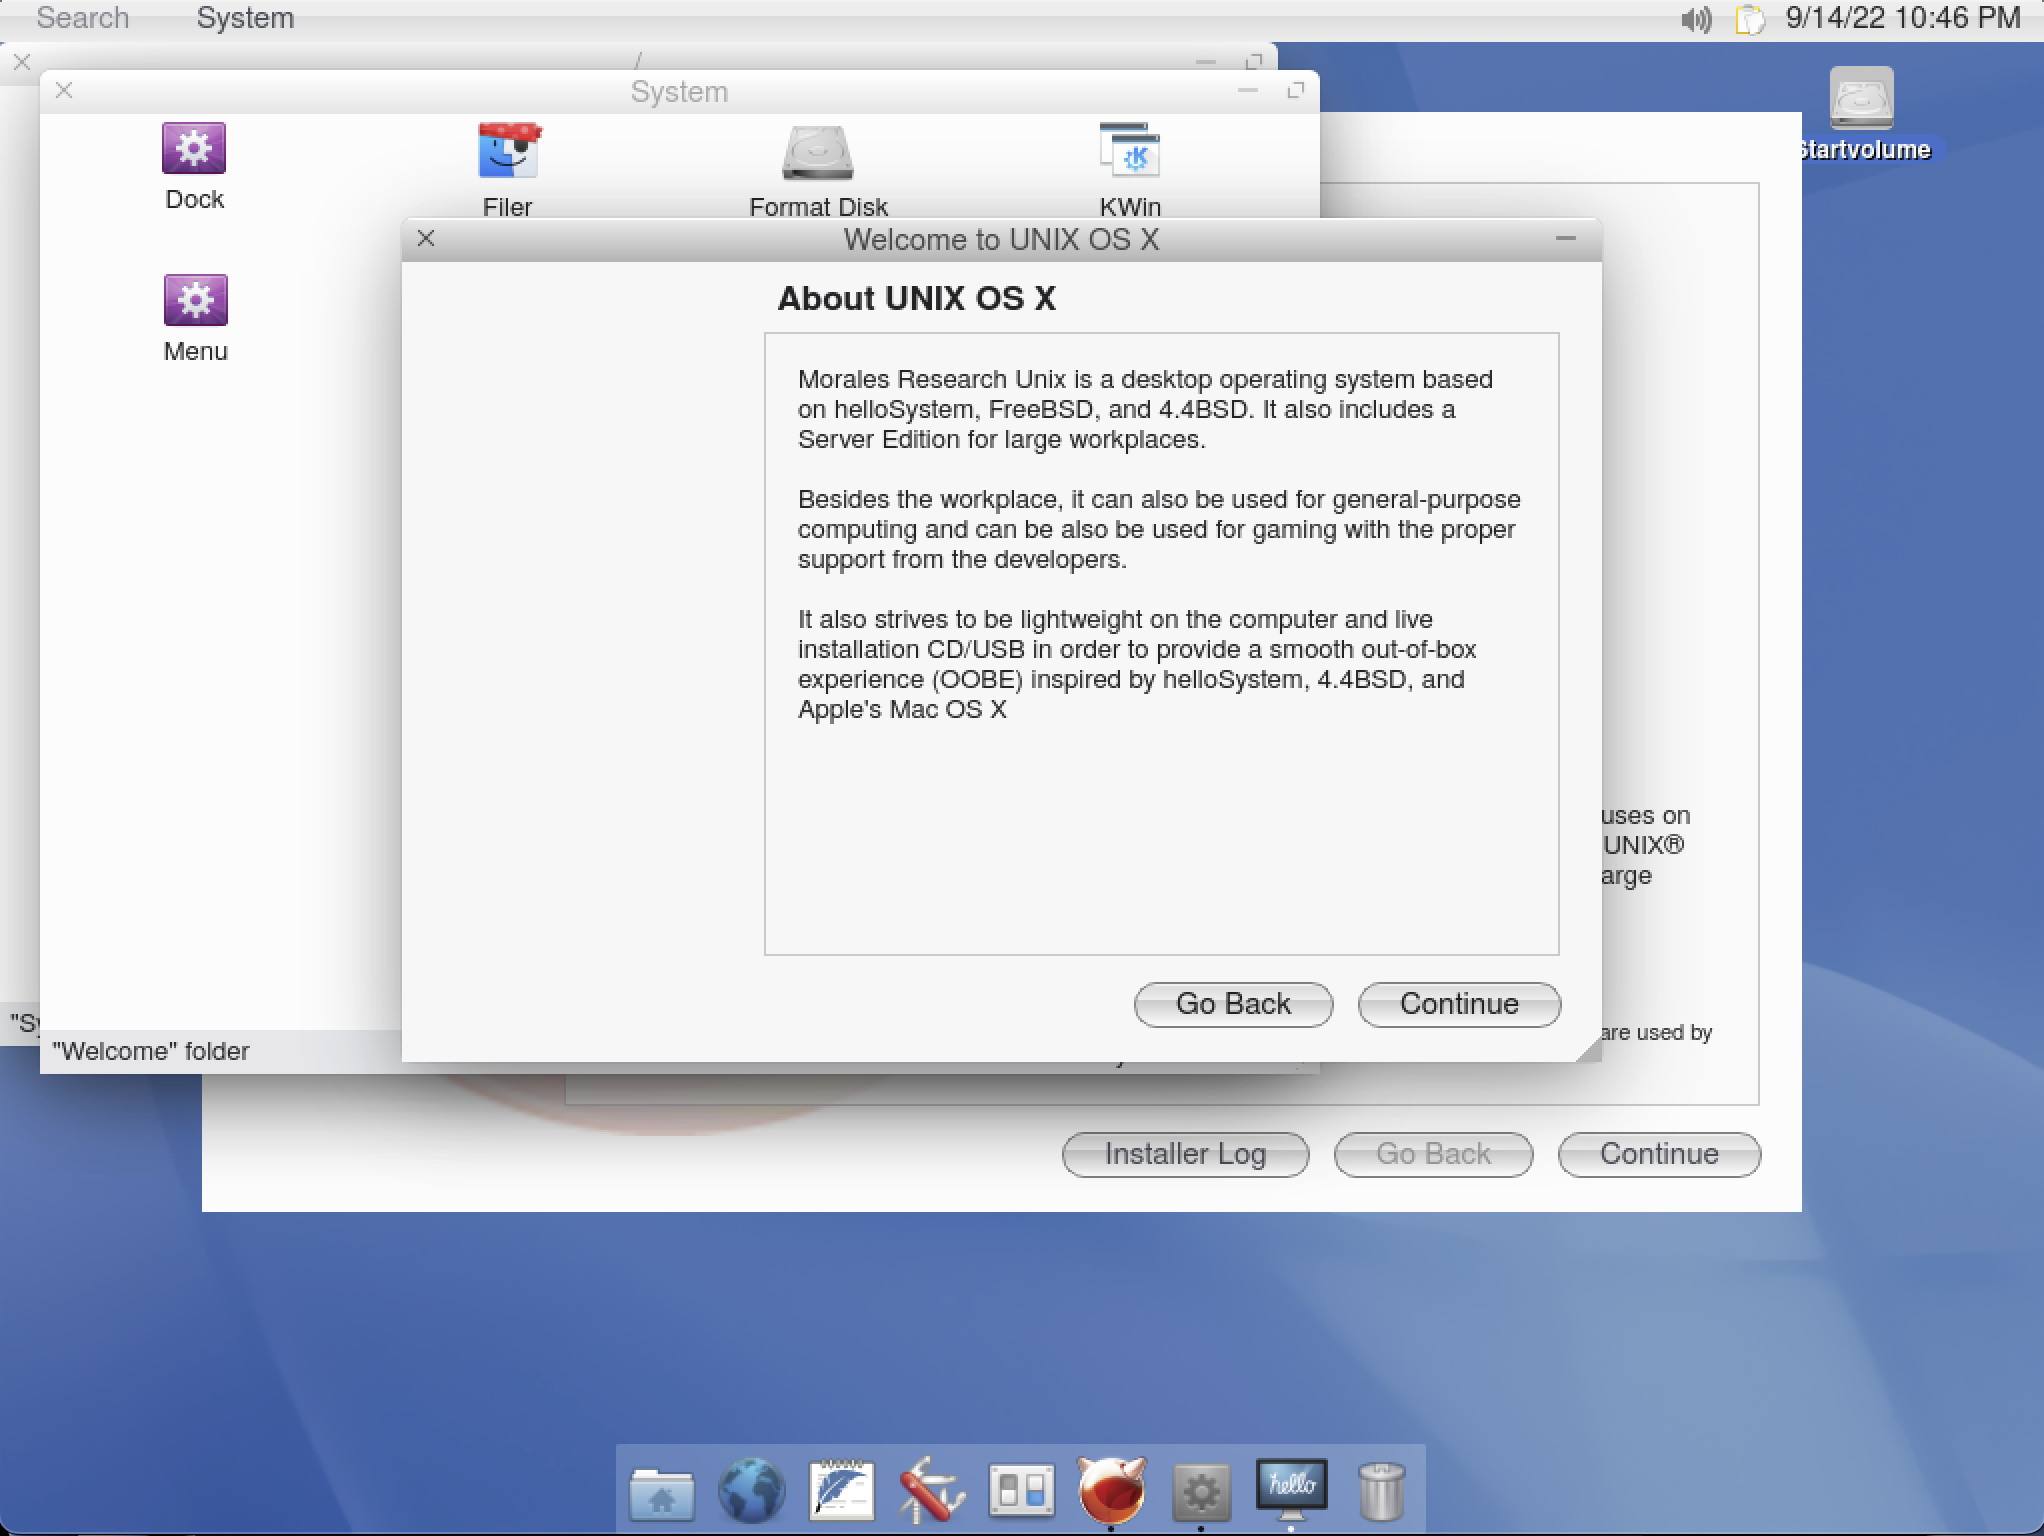 Search System 9/14/22 10:46 PM
/
System
Startvolume
Dock Filer Format Disk KWin
Menu
Welcome to UNIX OS X
About UNIX OS X
Morales Research Unix is a desktop operating system based
on helloSystem, FreeBSD, and 4.4BSD. It also includes a
Server Edition for large workplaces.
Besides the workplace, it can also be used for general-purpose
computing and can be also be used for gaming with the proper
support from the developers.
It also strives to be lightweight on the computer and live
installation CD/USB in order to provide a smooth out-of-box
experience (OOBE) inspired by helloSystem, 4.4BSD, and
Apple's Mac OS X
Go Back Continue
uses on
UNIX®
arge
are used by
"Sy
"Welcome" folder
Installer Log Go Back Continue
hello